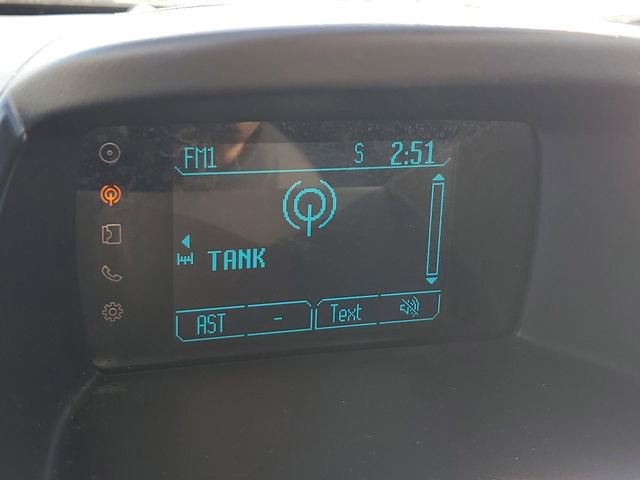 FM1 S 2:51
TANK
AST - Text